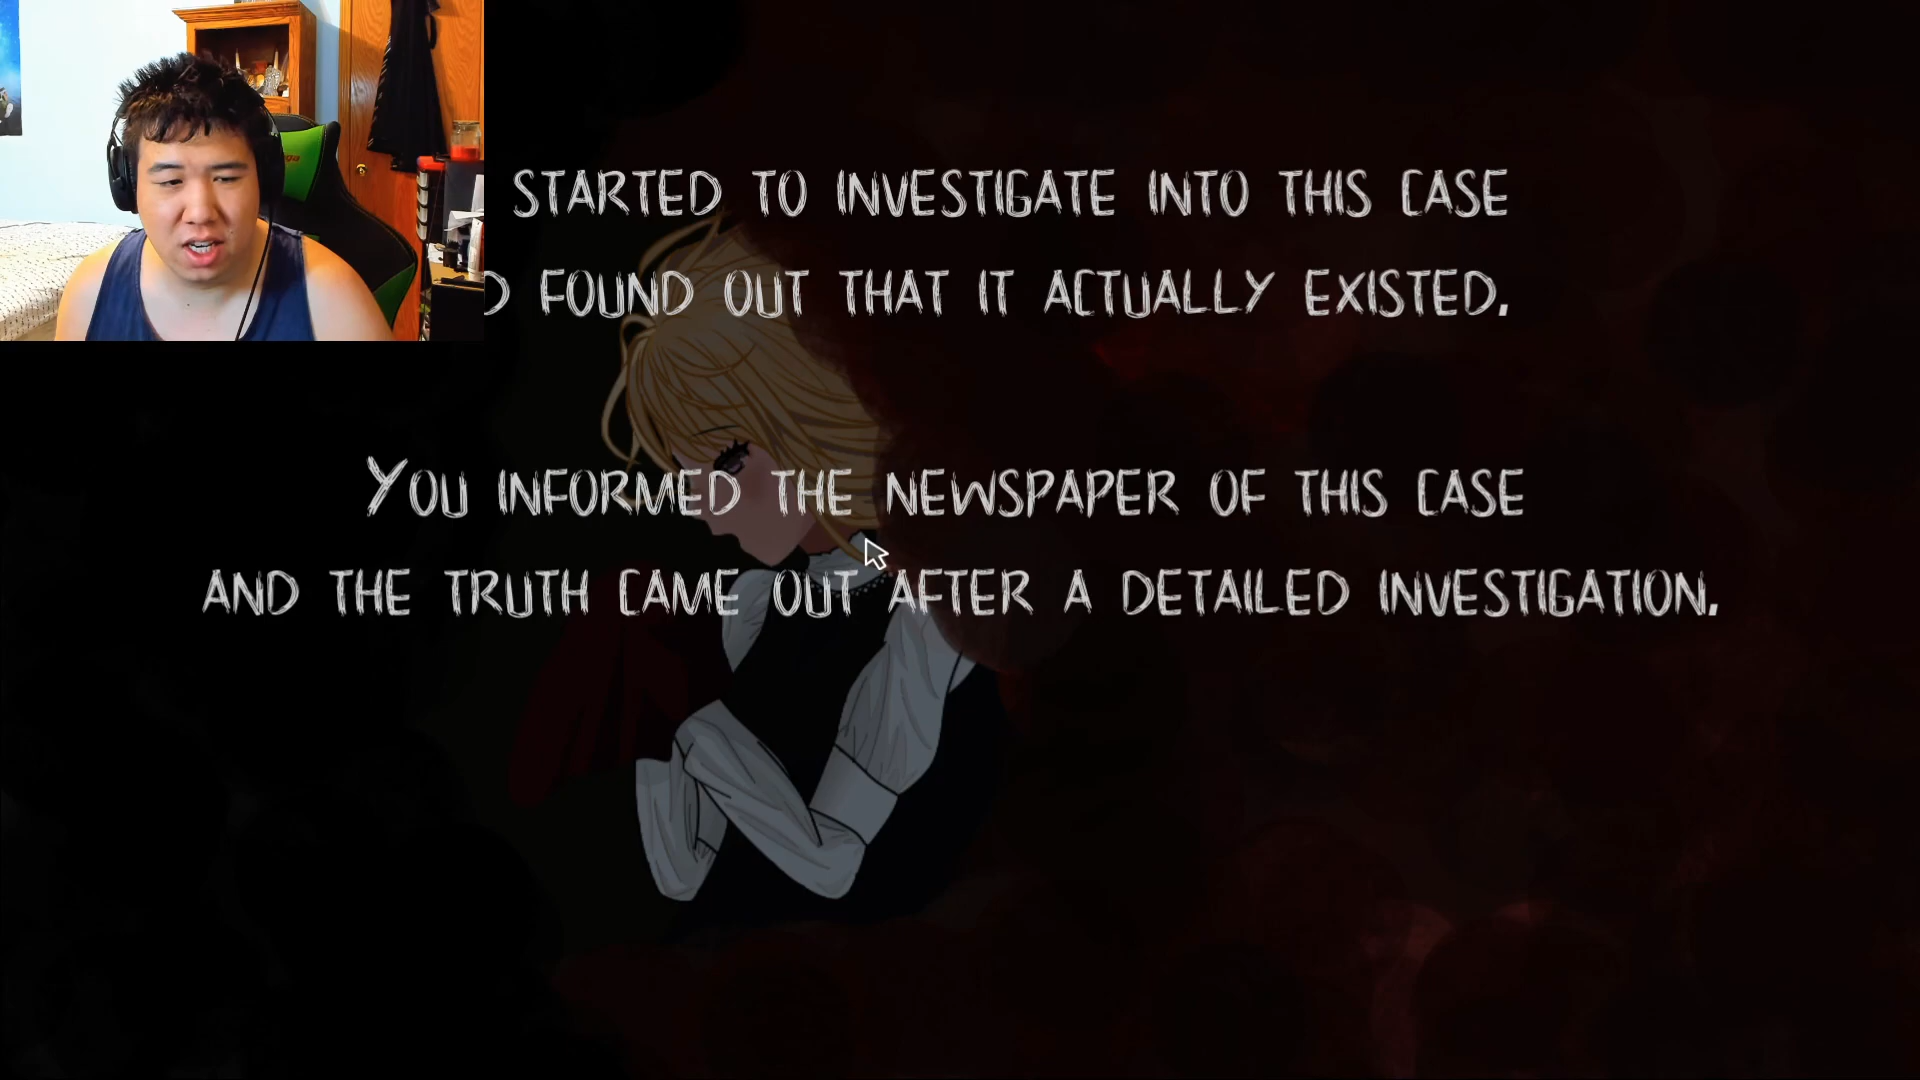 STARTED TO INVESTIGATE INTO THIS CASE
FOUND OUT THAT IT ACTUALLY EXISTED.
YOU INFORMED THE NEWSPAPER OF THIS CASE
AND THE TRUTH CAME OUT AFTER A DETAILED INVESTIGATION.